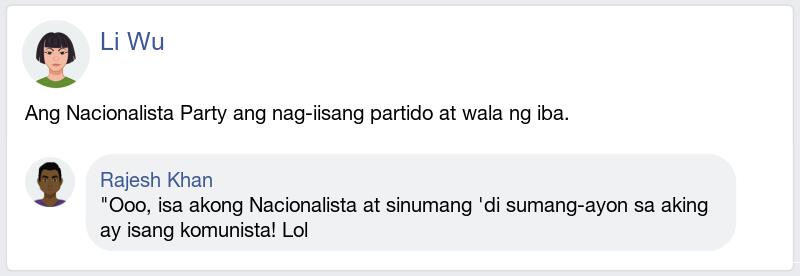 Li Wu
Ang Nacionalista Party ang nag-iisang partido at wala ng iba.
Rajesh Khan
"Ooo, isa akong Nacionalista at sinumang 'di sumang-ayon sa aking
ay isang komunista! Lol